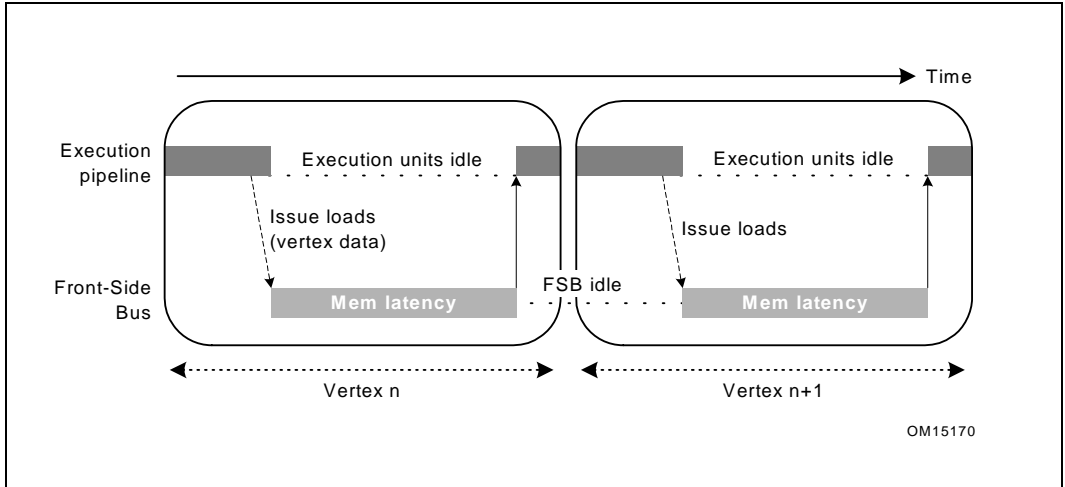 Time
Execution
pipeline
Execution units idle
Execution units idle
Issue loads
(vertex data)
Issue loads
Front-Side
Bus
Mem latency
FSB idle
Mem latency
Vertex n
Vertex n+1
OM15170